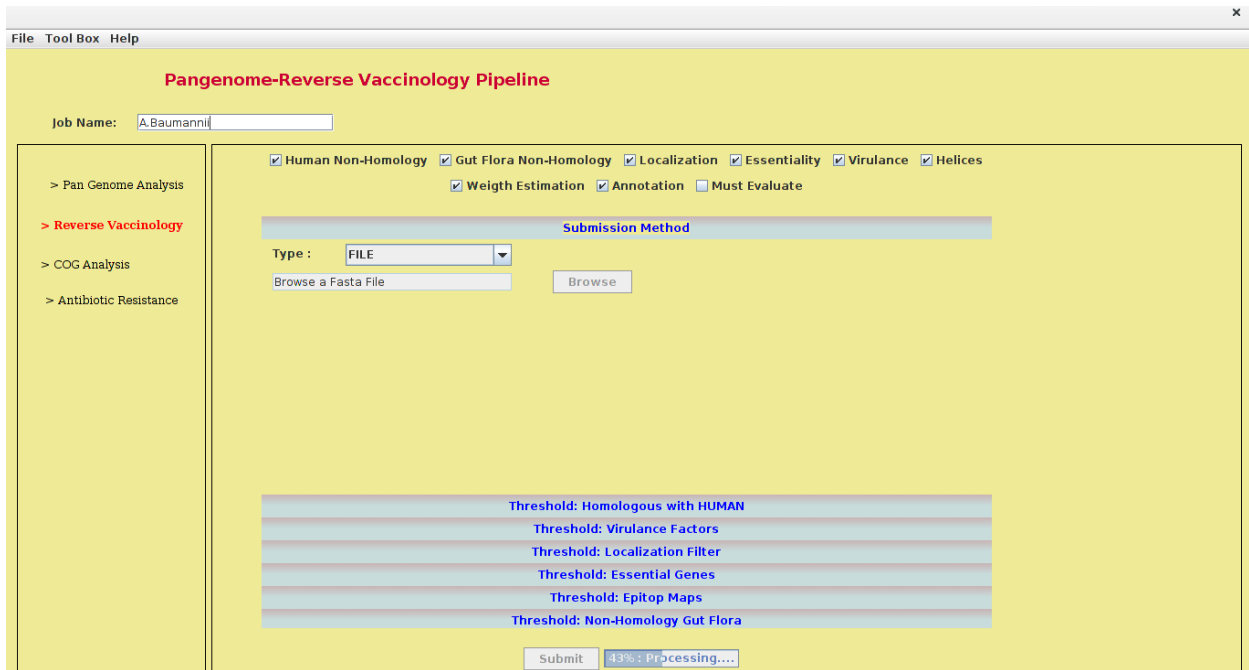 ×
File Tool Box Help
Pangenome-Reverse Vaccinology Pipeline
Job Name: A.Baumannii
Human Non-Homology Gut Flora Non-Homology Localization Essentiality Virulance Helices
Weigth Estimation Annotation Must Evaluate
> Pan Genome Analysis
> Reverse Vaccinology
> COG Analysis
> Antibiotic Resistance
Submission Method
Type : FILE
Browse a Fasta File Browse
Threshold: Homologous with HUMAN
Threshold: Virulance Factors
Threshold: Localization Filter
Threshold: Essential Genes
Threshold: Epitop Maps
Threshold: Non-Homology Gut Flora
Submit 43% : Processing....